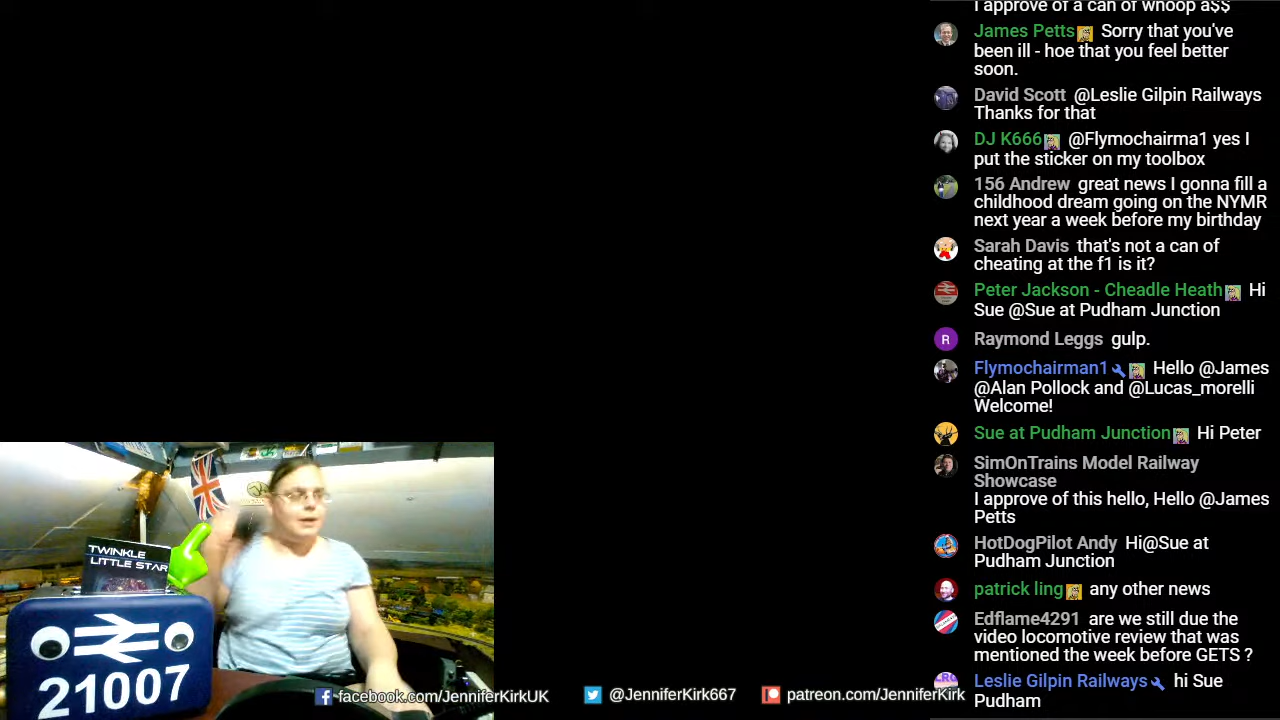 I approve of a can of whoop a$$
James Petts Sorry that you've
been ill - hoe that you feel better
soon.
David Scott @Leslie Gilpin Railways
Thanks for that
DJ K666 @Flymochairma1 yes I
put the sticker on my toolbox
156 Andrew great news I gonna fill a
childhood dream going on the NYMR
next year a week before my birthday
Sarah Davis that's not a can of
cheating at the f1 is it?
Peter Jackson - Cheadle Heath Hi
Sue @Sue at Pudham Junction
R Raymond Leggs gulp.
Flymochairman1 Hello @James
@Alan Pollock and @Lucas_morelli
Welcome!
Sue at Pudham Junction Hi Peter
SimOnTrains Model Railway
Showcase
I approve of this hello, Hello @James
Petts
HotDogPilot Andy Hi@Sue at
Pudham Junction
patrick ling any other news
Edflame4291 are we still due the
video locomotive review that was
mentioned the week before GETS ?
Leslie Gilpin Railways hi Sue
Pudham
TWINKLE
LITTLE STAR
21007
facebook.com/JenniferKirkUK @JenniferKirk667 patreon.com/JenniferKirk